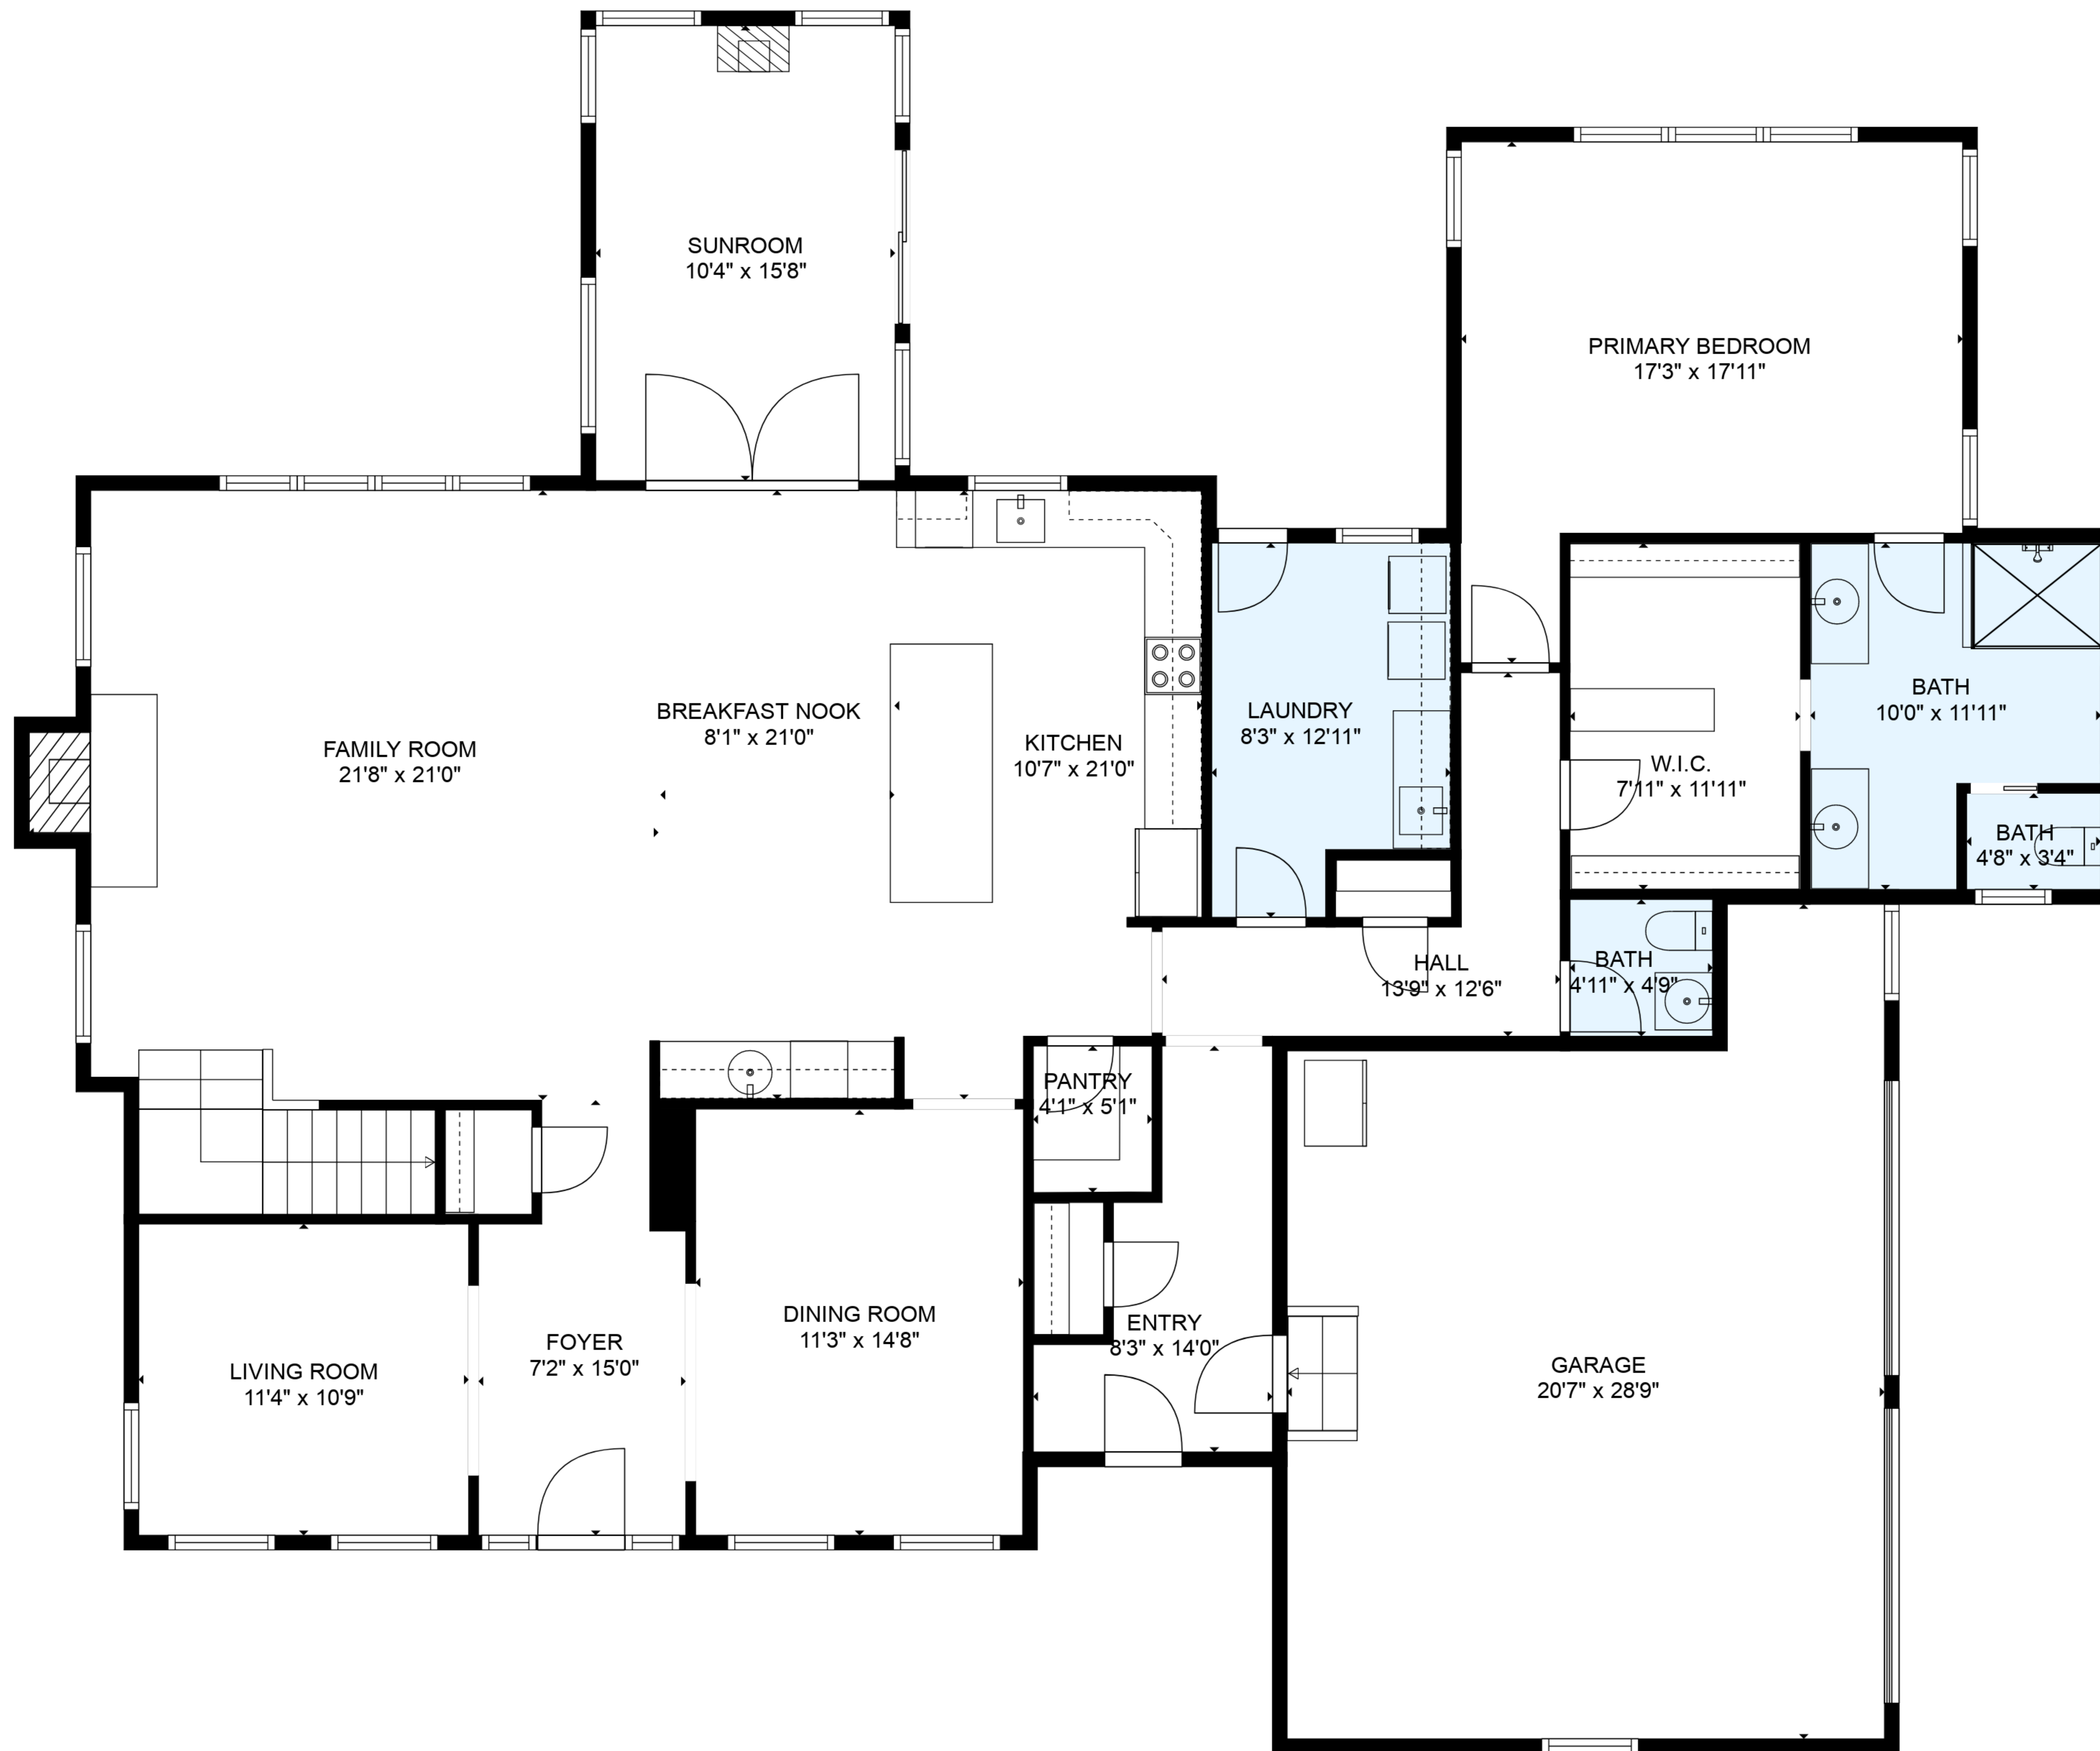 SUNROOM
10'4" x 15'8"
PRIMARY BEDROOM
17'3" x 17'11"
FAMILY ROOM
21'8" x 21'0"
BREAKFAST NOOK
8'1" x 21'0"
KITCHEN
10'7" x 21'0"
LAUNDRY
8'3" x 12'11"
W.I.C.
7'11" x 11'11"
BATH
10'0" x 11'11"
BATH
4'8" x 3'4"
HALL
13'9" x 12'6"
BATH
4'11" x 4'9"
PANTRY
4'1" x 5'1"
LIVING ROOM
11'4" x 10'9"
FOYER
7'2" x 15'0"
DINING ROOM
11'3" x 14'8"
ENTRY
8'3" x 14'0"
GARAGE
20'7" x 28'9"